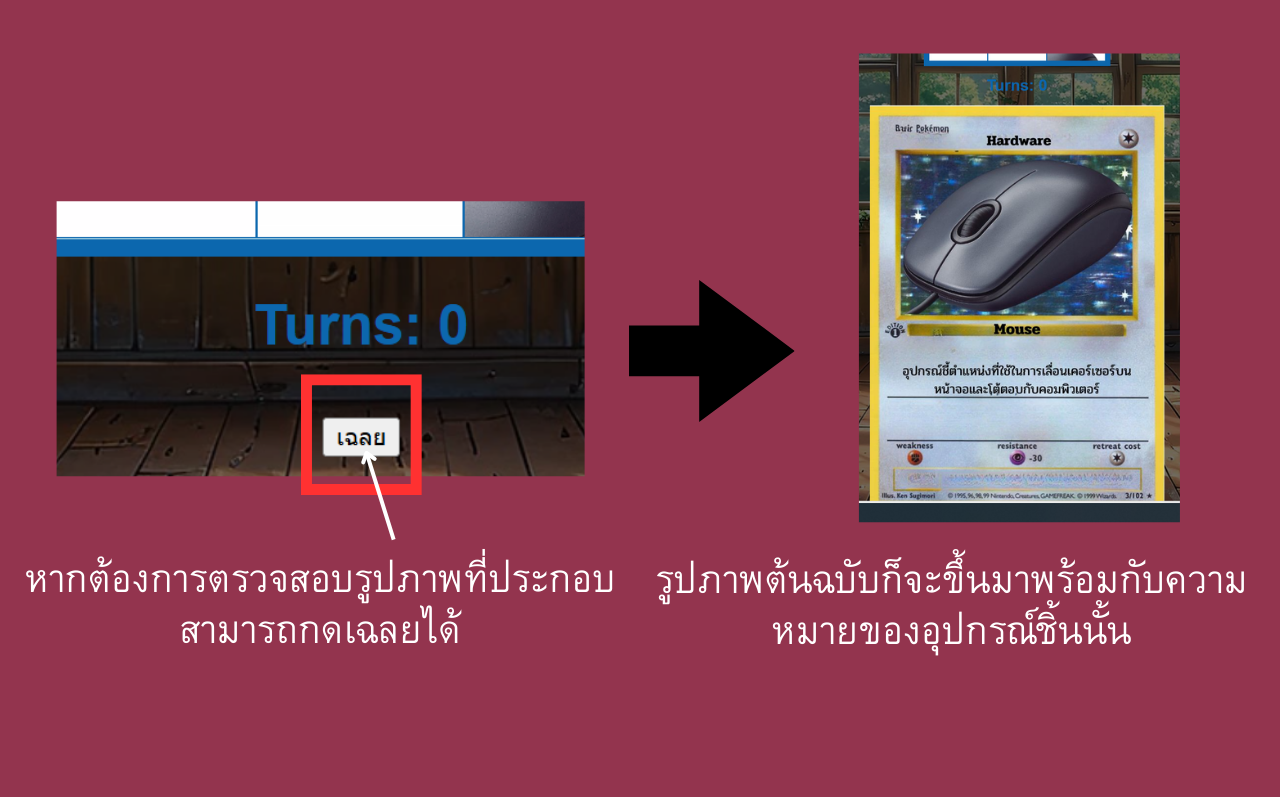 Turns: 0
เฉลย
หากต้องการตรวจสอบรูปภาพที่ประกอบ
สามารถกดเฉลยได้
Turns: 0
Hardware
EDITION
1
Mouse
อุปกรณ์ชี้ตำแหน่งที่ใช้ในการเลื่อนเคอร์เซอร์บน
หน้าจอและโต้ตอบกับคอมพิวเตอร์
weakness resistance retreat cost
-30
Illus. Ken Sugimori © 1995, 96, 98, 99 Nintendo, Creatures, GAMEFREAK. © 1999 Wizards. 3/102 ★
รูปภาพต้นฉบับก็จะขึ้นมาพร้อมกับความ
หมายของอุปกรณ์ชิ้นนั้น